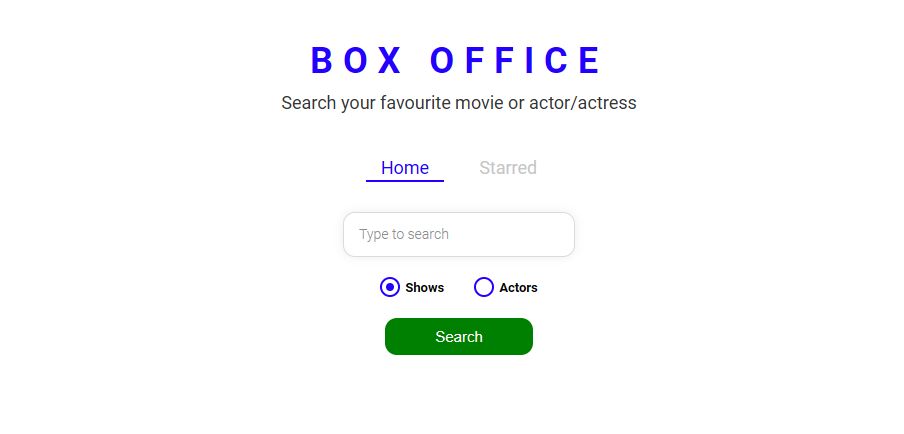 BOX OFFICE
Search your favourite movie or actor/actress
Home Starred
Type to search
Shows Actors
Search